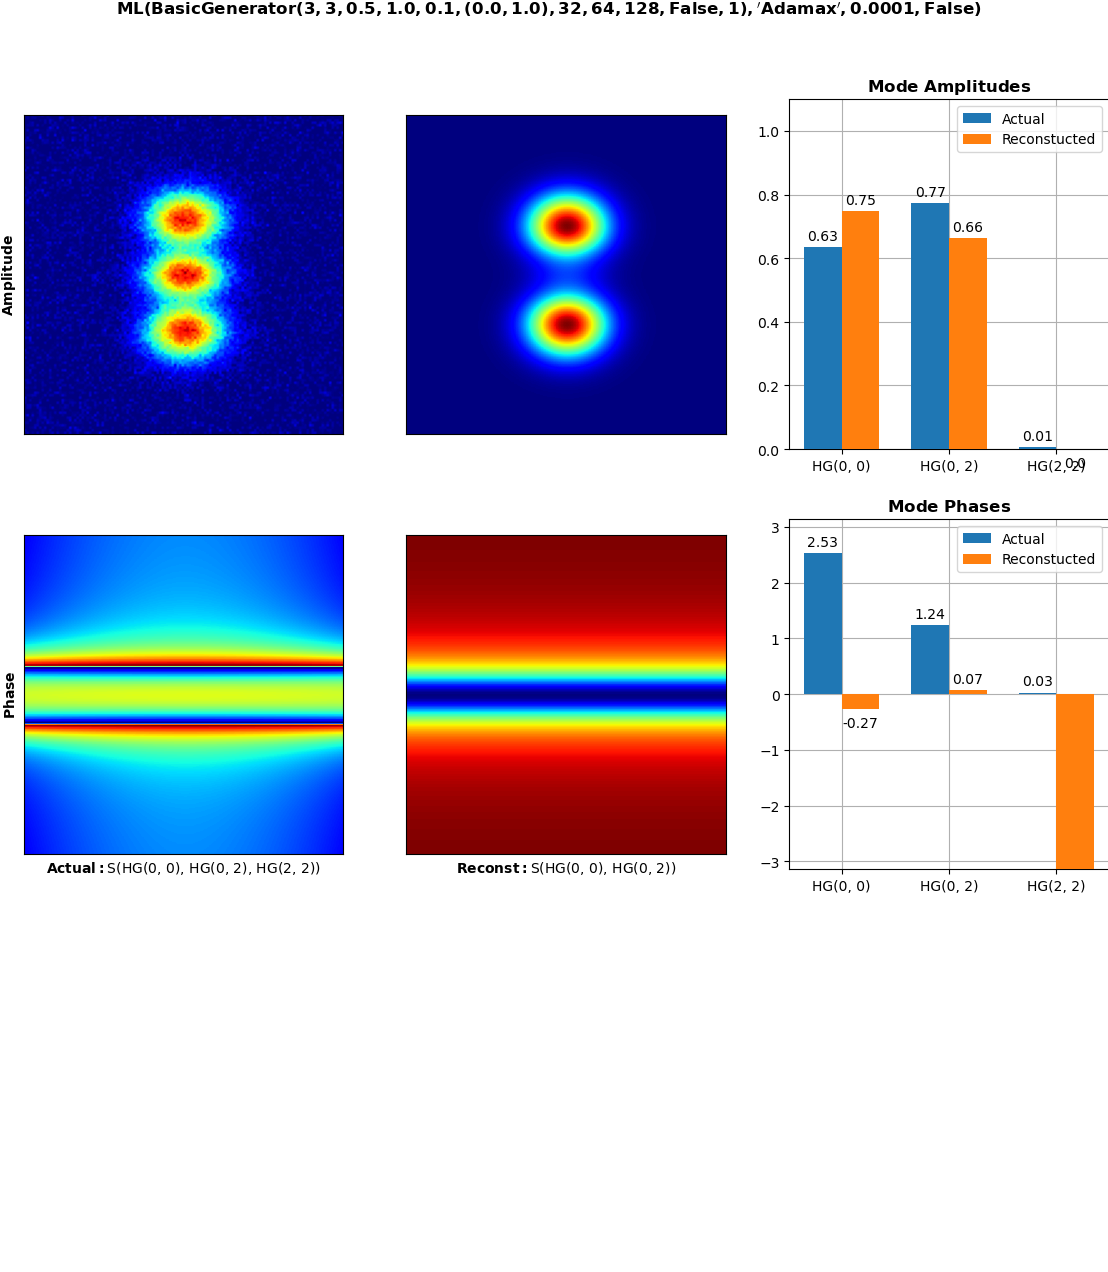 ML(BasicGenerator(3, 3, 0.5, 1.0, 0.1, (0.0, 1.0), 32, 64, 128, False, 1), ′Adamax′, 0.0001, False)
Amplitude
Mode Amplitudes
Actual
Reconstucted
1.0
0.8
0.6
0.4
0.2
0.0
0.63
0.75
0.77
0.66
0.01
0.0
HG(0, 0)
HG(0, 2)
HG(2, 2)
Phase
Actual: S(HG(0, 0), HG(0, 2), HG(2, 2))
Reconst: S(HG(0, 0), HG(0, 2))
Mode Phases
Actual
Reconstucted
3
2
1
0
−1
−2
−3
2.53
-0.27
1.24
0.07
0.03
HG(0, 0)
HG(0, 2)
HG(2, 2)